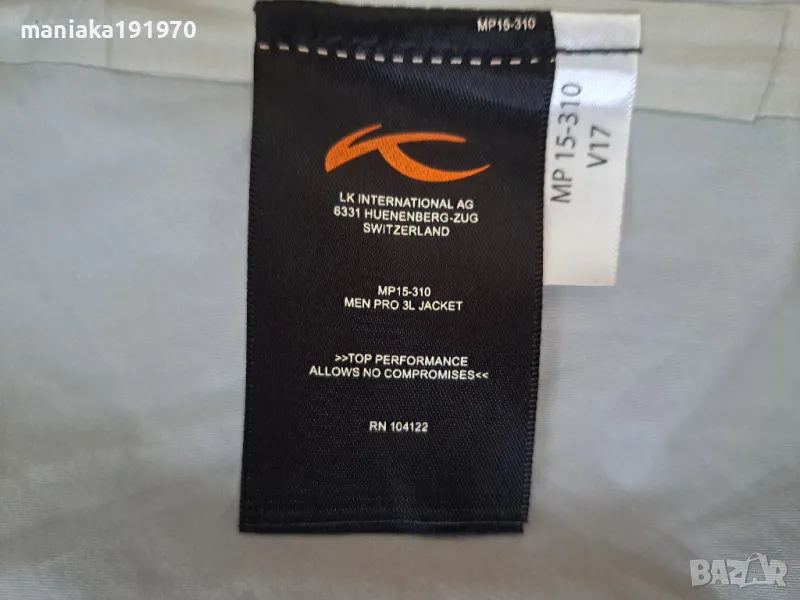 maniaka191970
MP15-310
MP 15-310
V17
LK INTERNATIONAL AG
6331 HUENENBERG-ZUG
SWITZERLAND
MP15-310
MEN PRO 3L JACKET
>>TOP PERFORMANCE
ALLOWS NO COMPROMISES<<
RN 104122
BAZAR